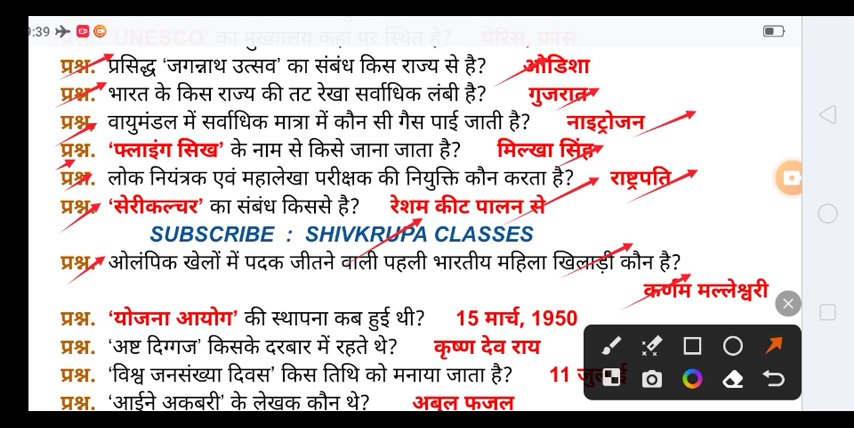 :39
'UNESCO' का मुख्यालय कहां पर स्थित है? पेरिस, फ्रांस
प्रश्न. प्रसिद्ध 'जगन्नाथ उत्सव' का संबंध किस राज्य से है? ओडिशा
प्रश्न. भारत के किस राज्य की तट रेखा सर्वाधिक लंबी है? गुजरात
प्रश्न. वायुमंडल में सर्वाधिक मात्रा में कौन सी गैस पाई जाती है? नाइट्रोजन
प्रश्न. 'फ्लाइंग सिख' के नाम से किसे जाना जाता है? मिल्खा सिंह
प्रश्न. लोक नियंत्रक एवं महालेखा परीक्षक की नियुक्ति कौन करता है? राष्ट्रपति
प्रश्न. 'सेरीकल्चर' का संबंध किससे है? रेशम कीट पालन से
SUBSCRIBE : SHIVKRUPA CLASSES
प्रश्न. ओलंपिक खेलों में पदक जीतने वाली पहली भारतीय महिला खिलाड़ी कौन है?
कर्णम मल्लेश्वरी
प्रश्न. 'योजना आयोग' की स्थापना कब हुई थी? 15 मार्च, 1950
प्रश्न. 'अष्ट दिग्गज' किसके दरबार में रहते थे? कृष्ण देव राय
प्रश्न. 'विश्व जनसंख्या दिवस' किस तिथि को मनाया जाता है? 11
प्रश्न. 'आईने अकबरी' के लेखक कौन थे? अबुल फजल